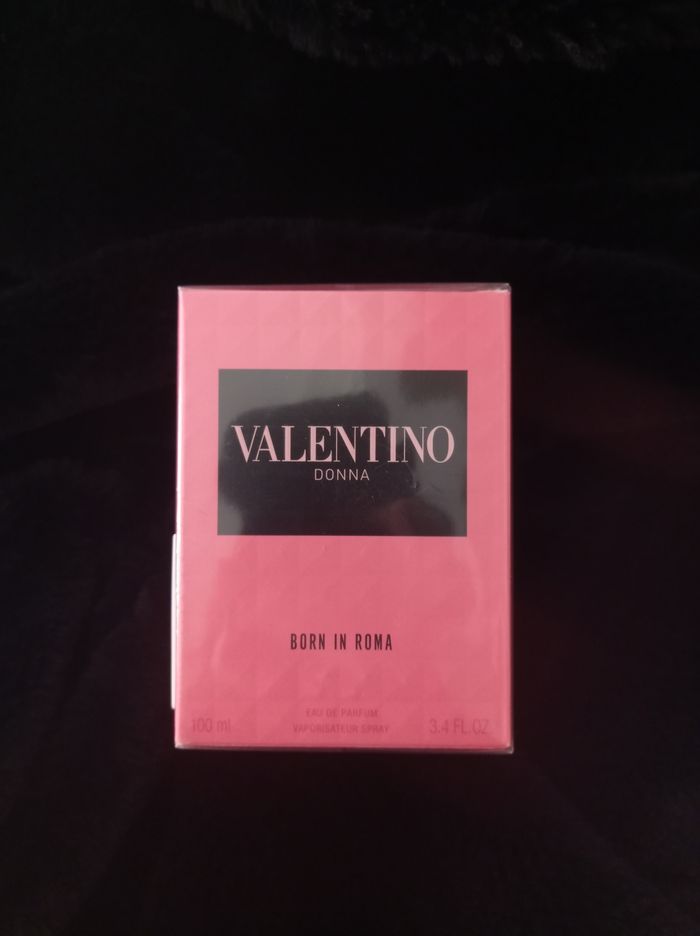 VALENTINO
DONNA
BORN IN ROMA
EAU DE PARFUM
100 ml VAPORISATEUR SPRAY 3.4 FL.OZ